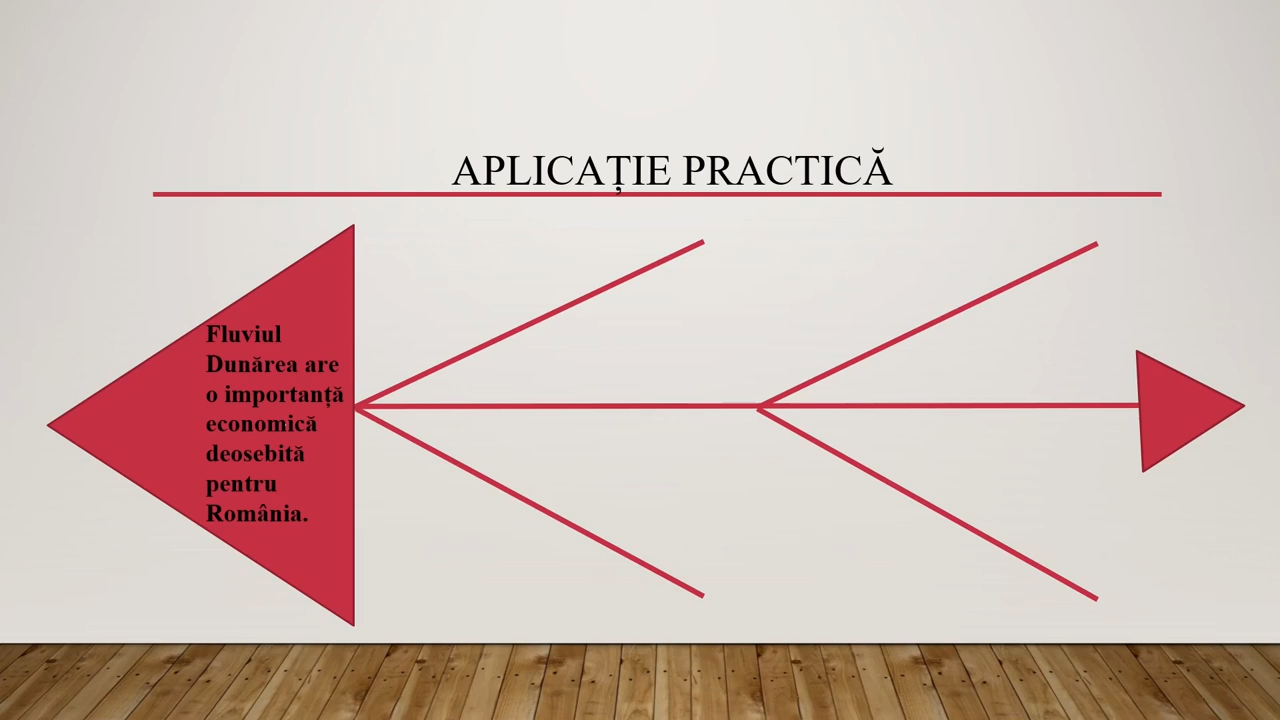 APLICAȚIE PRACTICĂ
Fluviul
Dunărea are
o importanță
economică
deosebită
pentru
România.